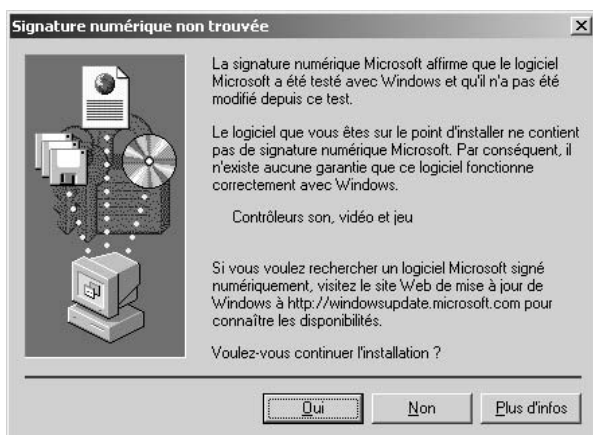 Signature numérique non trouvée
La signature numérique Microsoft affirme que le logiciel
Microsoft a été testé avec Windows et qu'il n'a pas été
modifié depuis ce test.
Le logiciel que vous êtes sur le point d'installer ne contient
pas de signature numérique Microsoft. Par conséquent, il
n'existe aucune garantie que ce logiciel fonctionne
correctement avec Windows.
Contrôleurs son, vidéo et jeu
Si vous voulez rechercher un logiciel Microsoft signé
numériquement, visitez le site Web de mise à jour de
Windows à http://windowsupdate.microsoft.com pour
connaître les disponibilités.
Voulez-vous continuer l'installation ?
Oui
Non
Plus d'infos